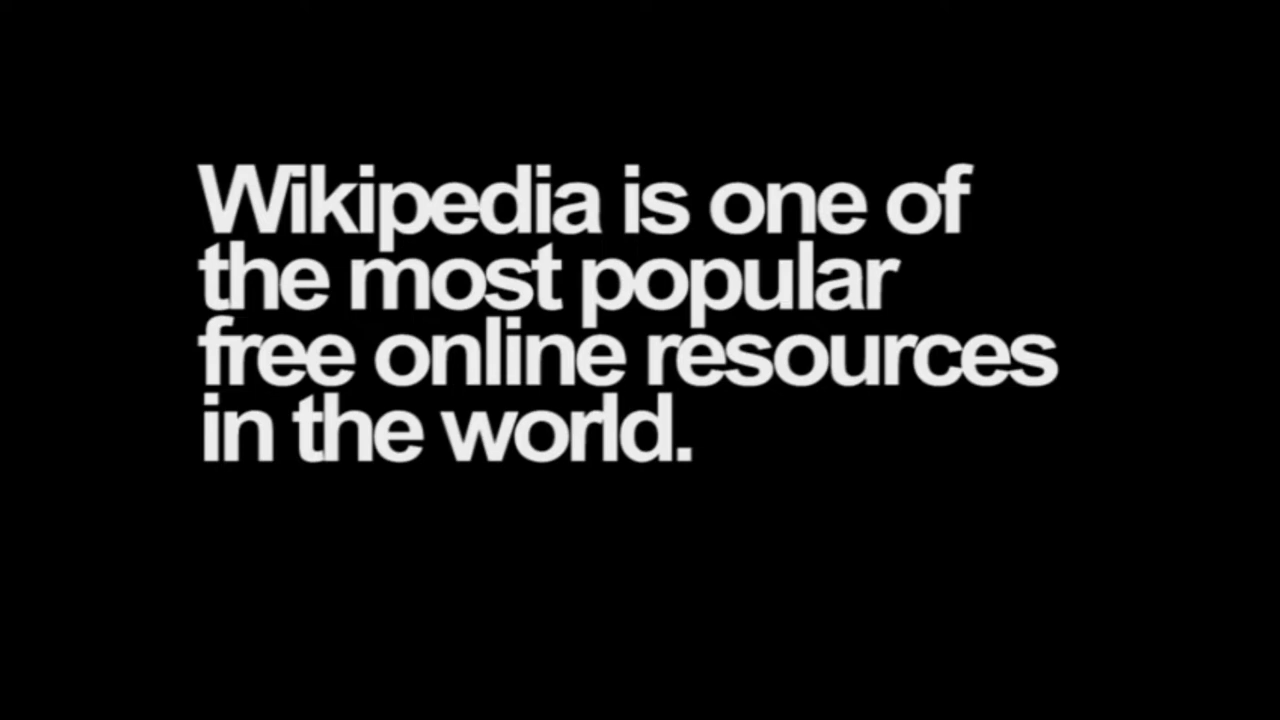 Wikipedia is one of
the most popular
free online resources
in the world.